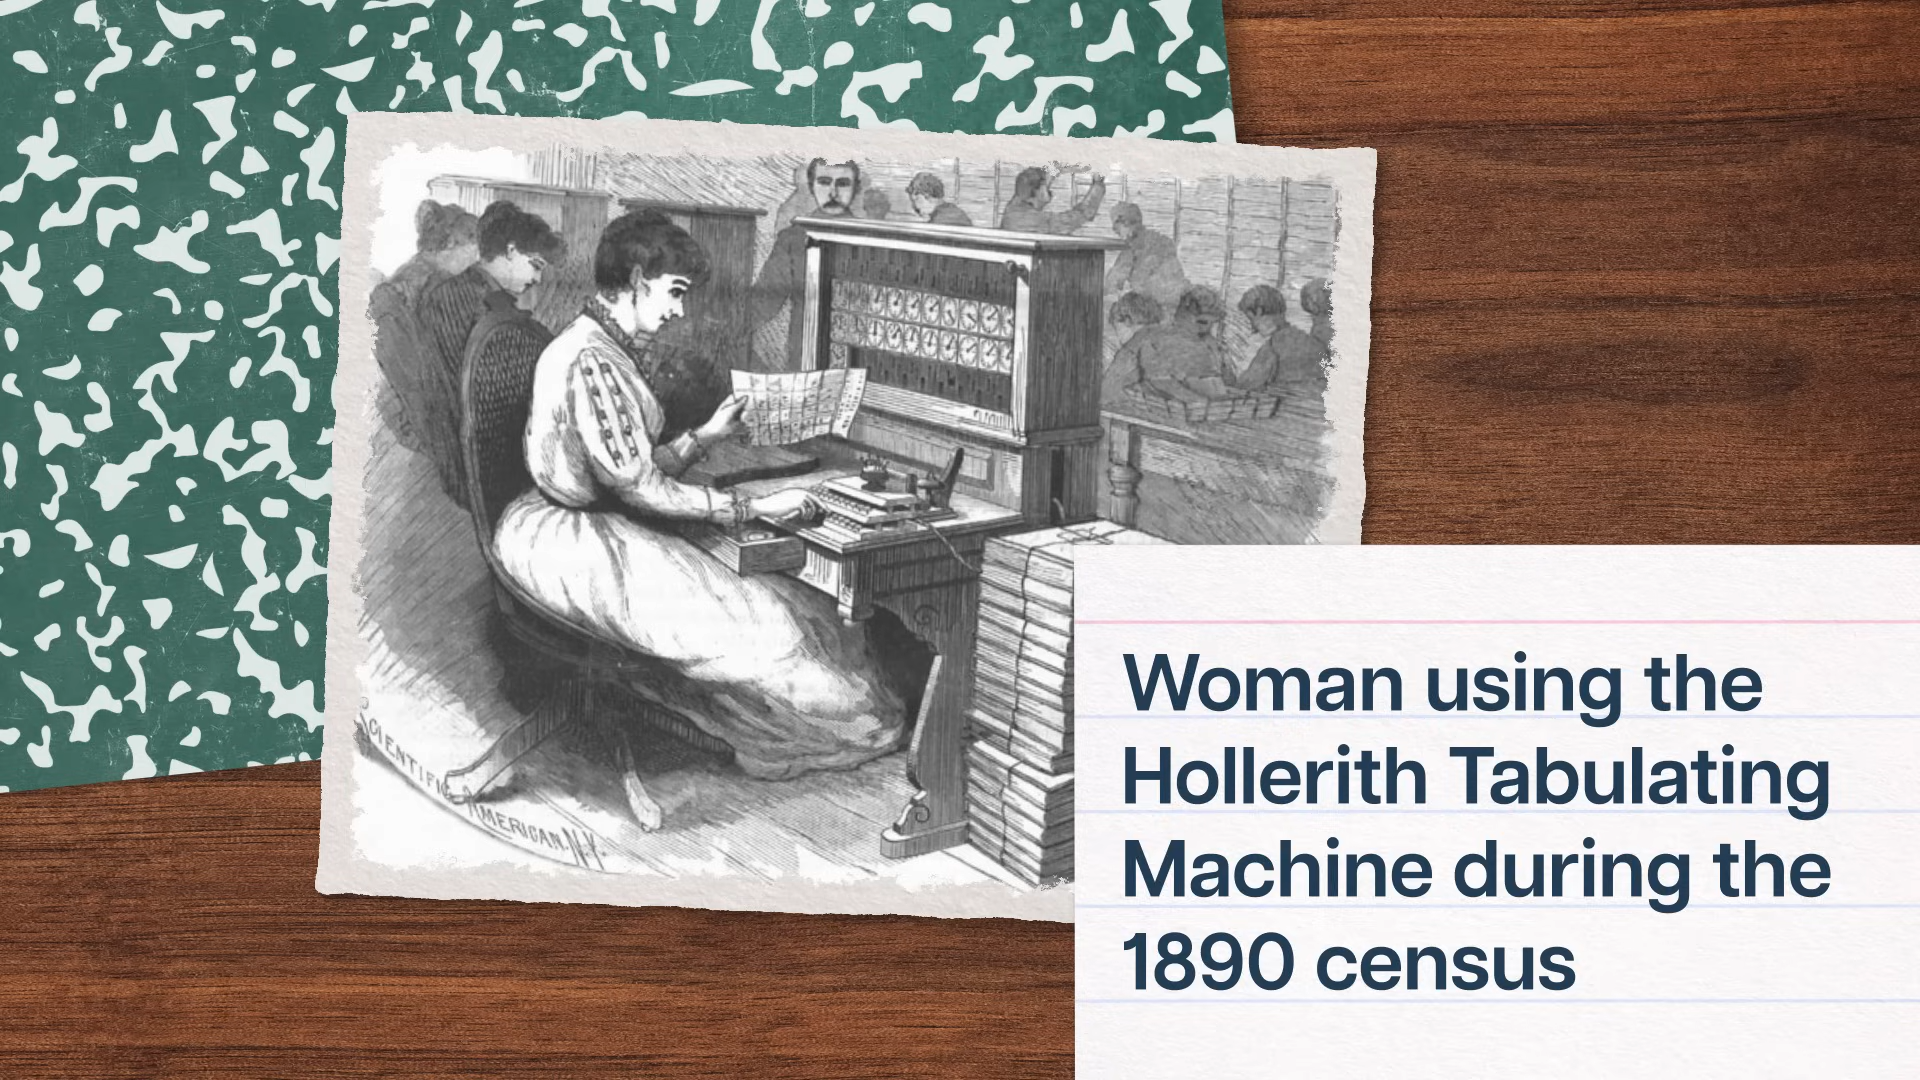 SCIENTIFIC AMERICAN. N.Y.
Woman using the
Hollerith Tabulating
Machine during the
1890 census